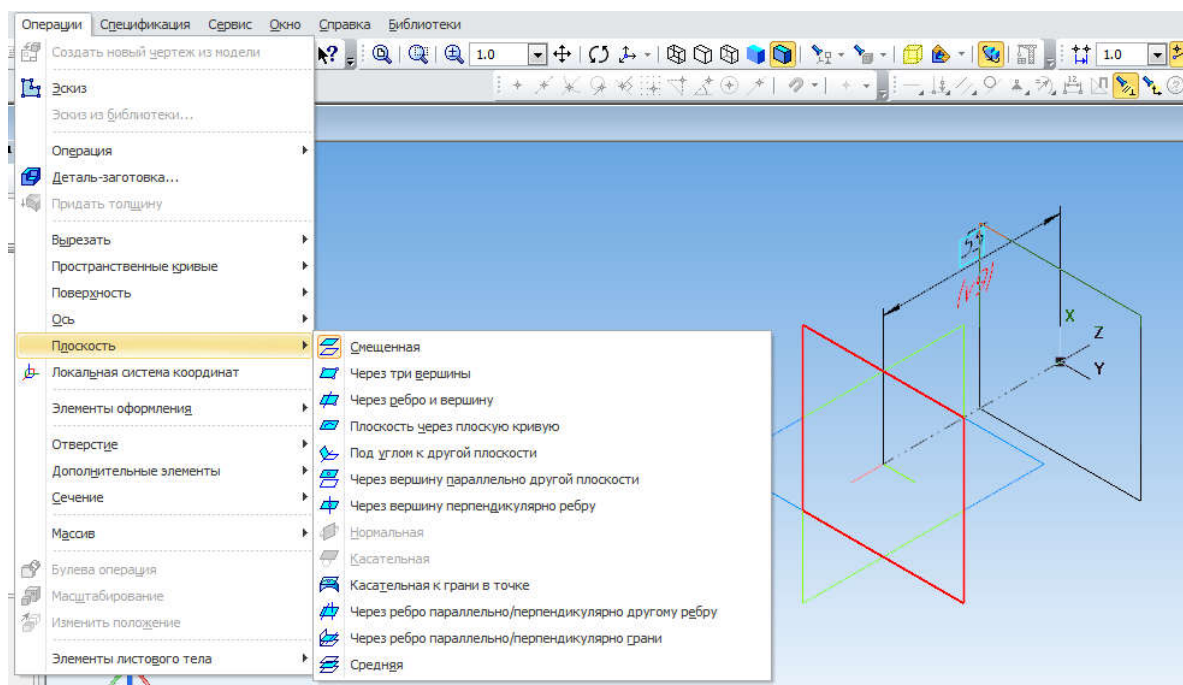 Операции Спецификация Сервис Окно Справка Библиотеки
Создать новый чертеж из модели
1.0
1.0
Эскиз
Эскиз из библиотеки...
Операция
Деталь-заготовка...
Придать толщину
Вырезать
Пространственные кривые
Поверхность
Ось
Плоскость
Локальная система координат
Элементы оформления
Отверстие
Дополнительные элементы
Сечение
Массив
Булева операция
Масштабирование
Изменить положение
Элементы листового тела
Смещенная
Через три вершины
Через ребро и вершину
Плоскость через плоскую кривую
Под углом к другой плоскости
Через вершину параллельно другой плоскости
Через вершину перпендикулярно ребру
Нормальная
Касательная
Касательная к грани в точке
Через ребро параллельно/перпендикулярно другому ребру
Через ребро параллельно/перпендикулярно грани
Средняя
X
Z
Y